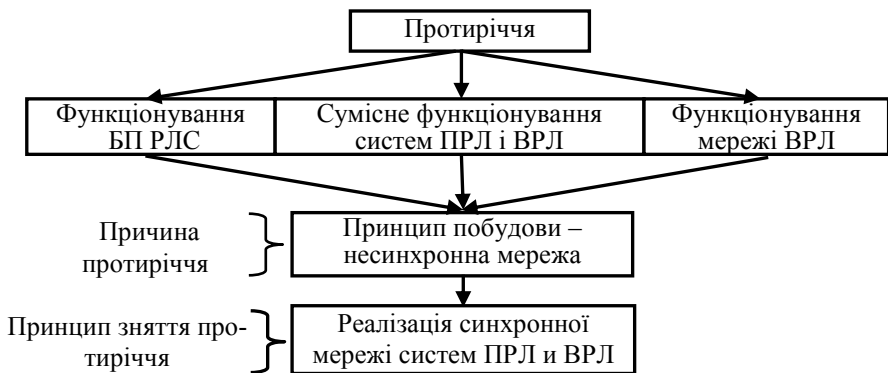 Протиріччя
Функціонування
БП РЛС
Сумісне функціонування
систем ПРЛ і ВРЛ
Функціонування
мережі ВРЛ
Причина
протиріччя
Принцип побудови –
несинхронна мережа
Принцип зняття про-
тиріччя
Реалізація синхронної
мережі систем ПРЛ и ВРЛ